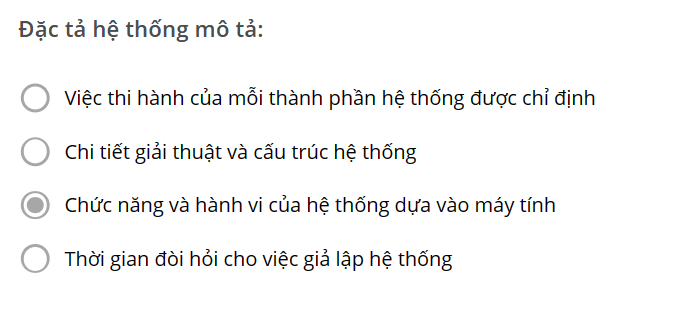 Đặc tả hệ thống mô tả:
Việc thi hành của mỗi thành phần hệ thống được chỉ định
Chi tiết giải thuật và cấu trúc hệ thống
Chức năng và hành vi của hệ thống dựa vào máy tính
Thời gian đòi hỏi cho việc giả lập hệ thống